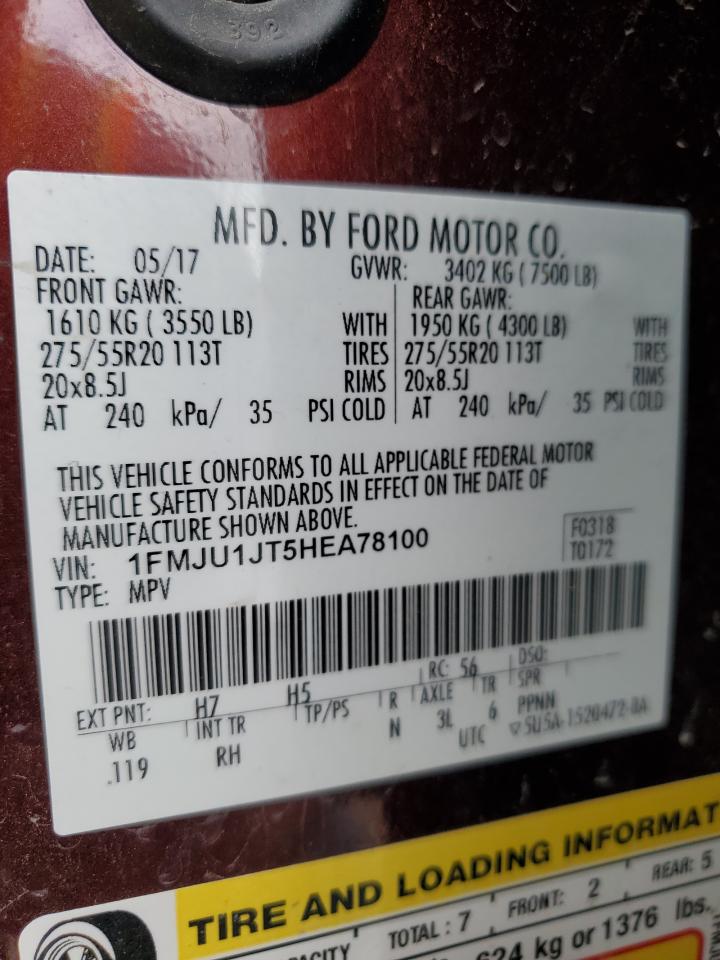 392
MFD. BY FORD MOTOR CO.
DATE: 05/17 GVWR: 3402 KG ( 7500 LB)
FRONT GAWR: REAR GAWR:
1610 KG ( 3550 LB) WITH 1950 KG ( 4300 LB) WITH
275/55R20 113T TIRES 275/55R20 113T TIRES
20x8.5J RIMS 20x8.5J RIMS
AT 240 kPa/ 35 PSI COLD AT 240 kPa/ 35 PSI COLD
THIS VEHICLE CONFORMS TO ALL APPLICABLE FEDERAL MOTOR
VEHICLE SAFETY STANDARDS IN EFFECT ON THE DATE OF
MANUFACTURE SHOWN ABOVE.
F0318
VIN: 1FMJU1JT5HEA78100
T0172
TYPE: MPV
EXT PNT: H7 H5 RC: 56 DSO:
WB INT TR TP/PS R AXLE TR SPR
.119 RH N 3L 6 PPNN
UTC 5U5A-1520472-BA
TIRE AND LOADING INFORMAT
TOTAL : 7 FRONT: 2 REAR: 5
624 kg or 1376 lbs.